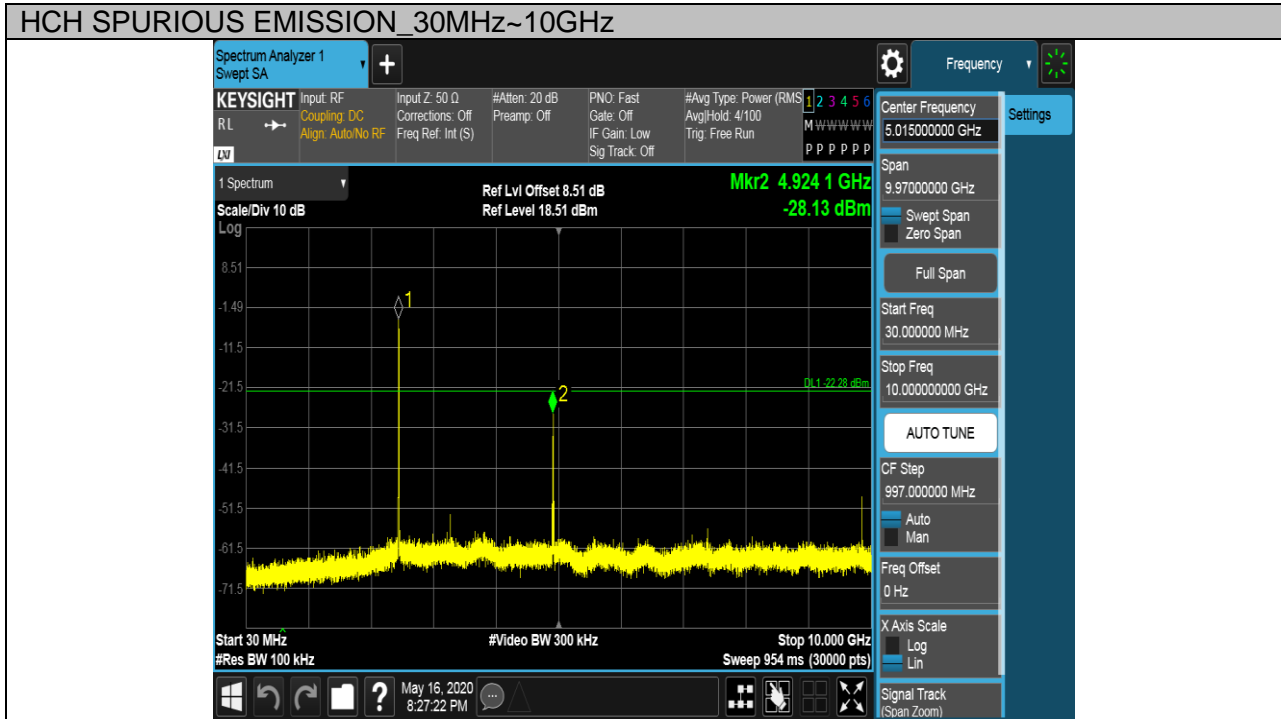 HCH SPURIOUS EMISSION_30MHz~10GHz
Spectrum Analyzer 1
Swept SA
+
Frequency
KEYSIGHT
RL
LXI
Input: RF
Coupling: DC
Align: Auto/No RF
Input Z: 50 Ω
Corrections: Off
Freq Ref: Int (S)
#Atten: 20 dB
Preamp: Off
PNO: Fast
Gate: Off
IF Gain: Low
Sig Track: Off
#Avg Type: Power (RMS
Avg|Hold: 4/100
Trig: Free Run
1 2 3 4 5 6
M W W W W W
P P P P P P
1 Spectrum
Scale/Div 10 dB
Log
Ref Lvl Offset 8.51 dB
Ref Level 18.51 dBm
Mkr2 4.924 1 GHz
-28.13 dBm
8.51
-1.49
-11.5
-21.5
-31.5
-41.5
-51.5
-61.5
-71.5
1
2
DL1 -22.28 dBm
Start 30 MHz
#Res BW 100 kHz
#Video BW 300 kHz
Stop 10.000 GHz
Sweep 954 ms (30000 pts)
Center Frequency
5.015000000 GHz
Settings
Span
9.97000000 GHz
Swept Span
Zero Span
Full Span
Start Freq
30.000000 MHz
Stop Freq
10.000000000 GHz
AUTO TUNE
CF Step
997.000000 MHz
Auto
Man
Freq Offset
0 Hz
X Axis Scale
Log
Lin
Signal Track
(Span Zoom)
?
May 16, 2020
8:27:22 PM